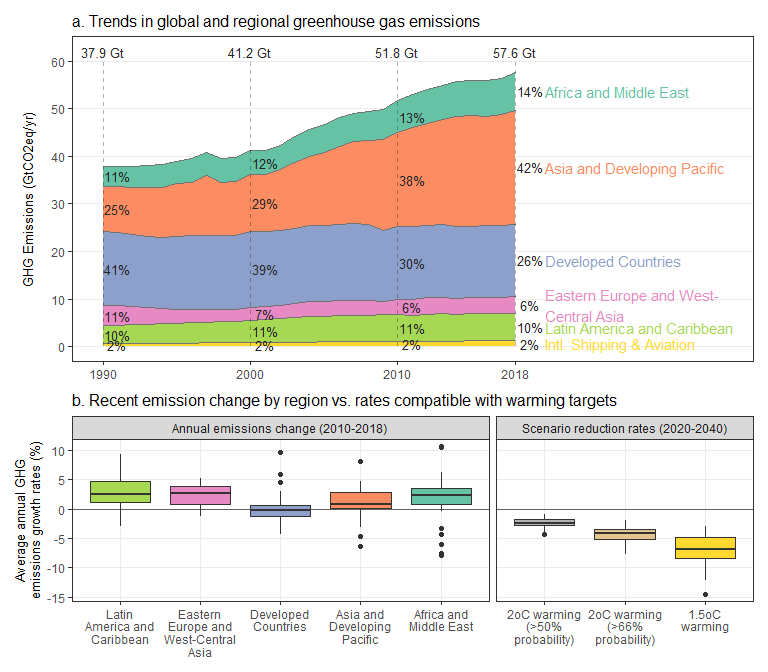 a. Trends in global and regional greenhouse gas emissions
37.9 Gt 41.2 Gt 51.8 Gt 57.6 Gt
GHG Emissions (GtCO2eq/yr)
60
50
40
30
20
10
0
11% 12% 13% 14% Africa and Middle East
25% 29% 38% 42% Asia and Developing Pacific
41% 39% 30% 26% Developed Countries
11% 7% 6% 6% Eastern Europe and West-
Central Asia
10% 11% 11% 10% Latin America and Caribbean
2% 2% 2% 2% Intl. Shipping & Aviation
1990 2000 2010 2018
b. Recent emission change by region vs. rates compatible with warming targets
Annual emissions change (2010-2018)
Scenario reduction rates (2020-2040)
Average annual GHG
emissions growth rates (%)
10
5
0
-5
-10
-15
Latin
America and
Caribbean
Eastern
Europe and
West-Central
Asia
Developed
Countries
Asia and
Developing
Pacific
Africa and
Middle East
2oC warming
(>50%
probability)
2oC warming
(>66%
probability)
1.5oC
warming